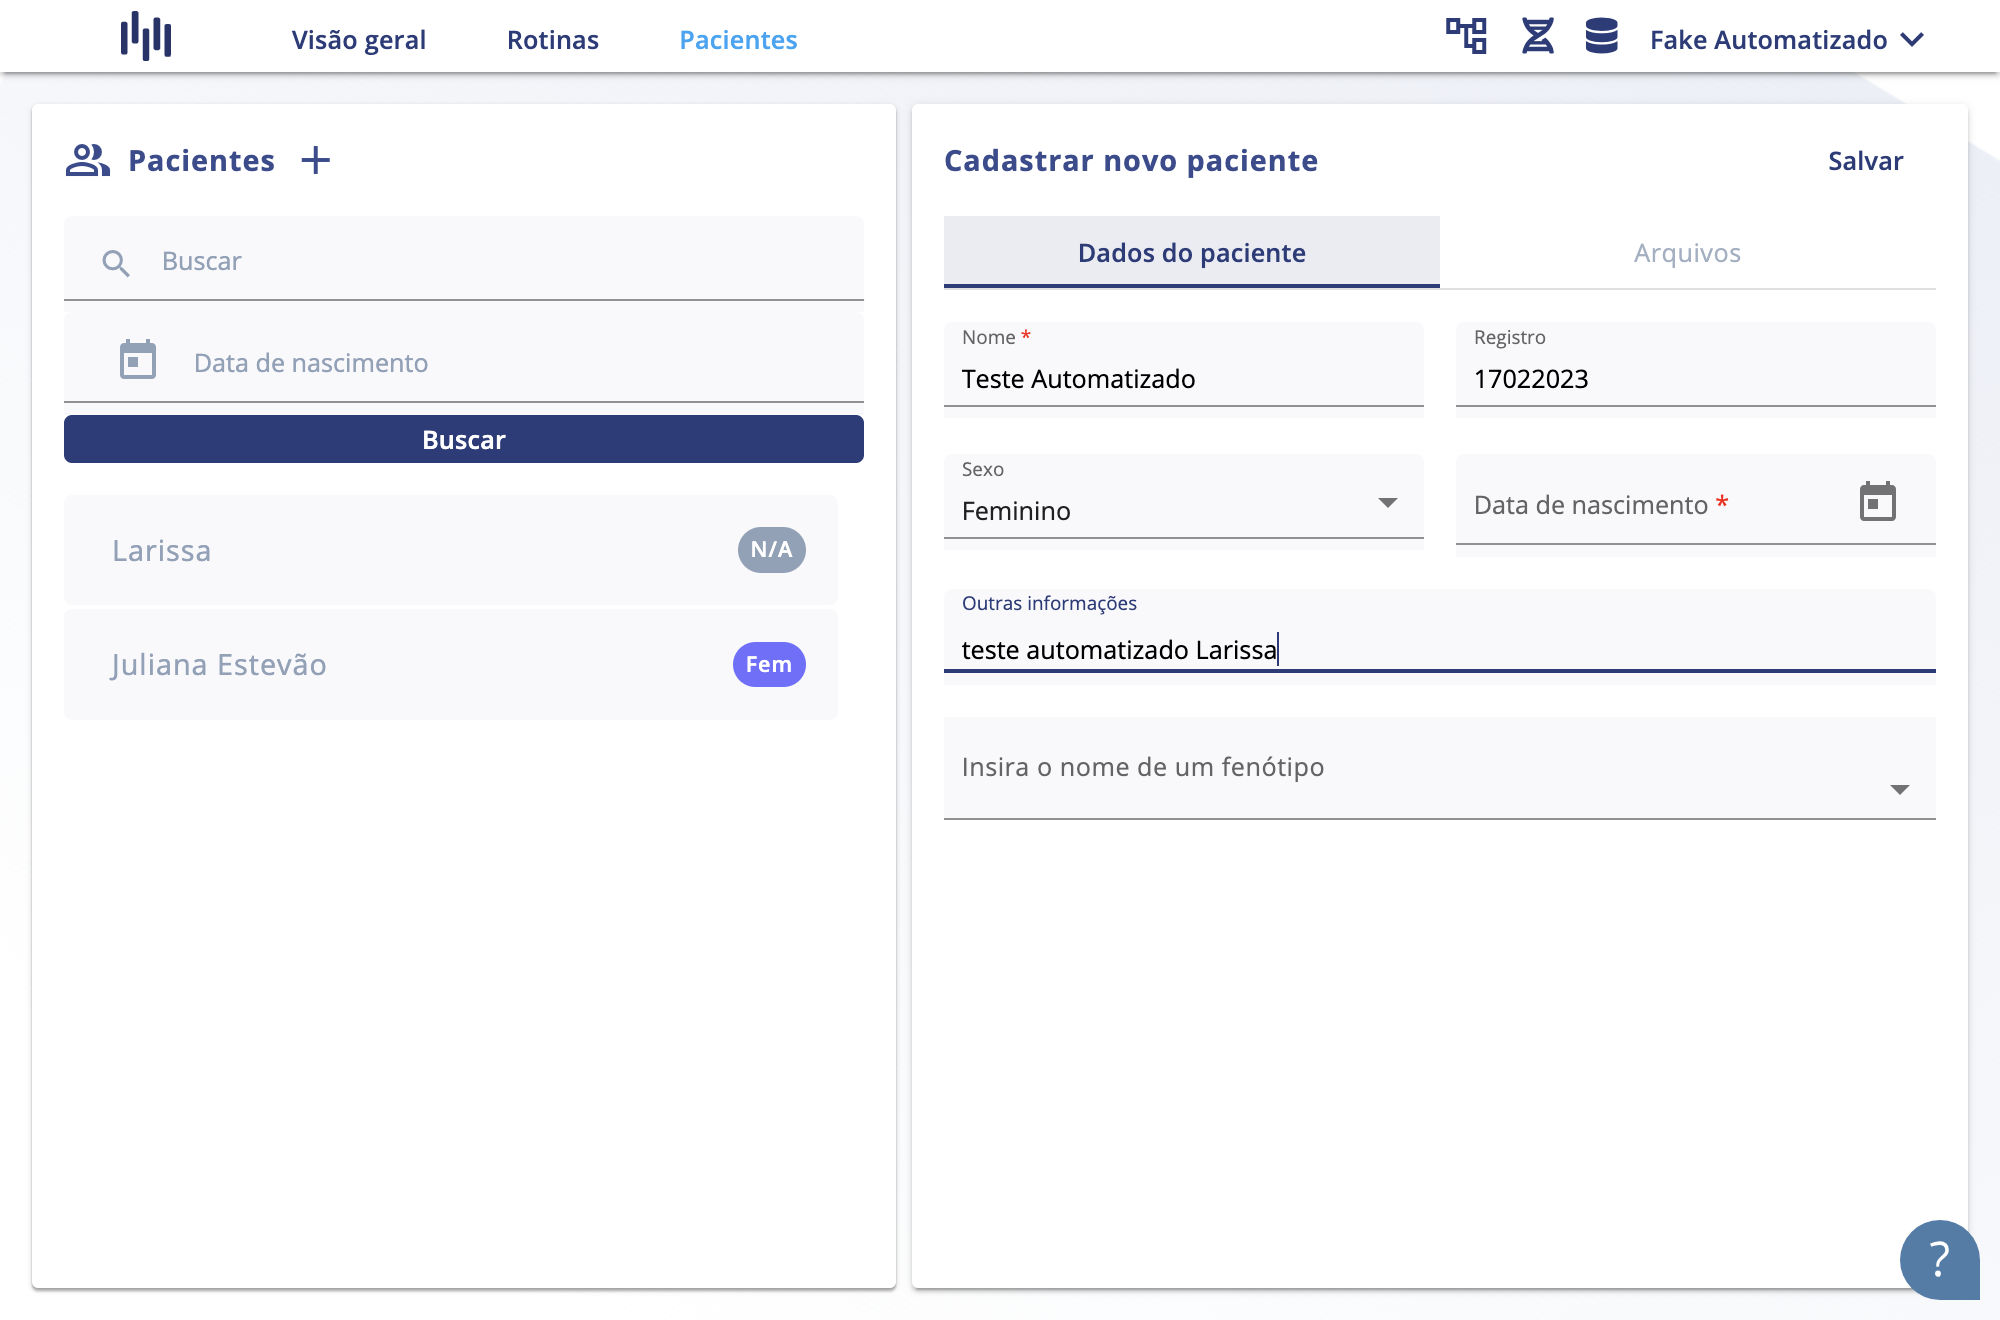 Visão geral
Rotinas
Pacientes
Fake Automatizado
Pacientes
Buscar
Data de nascimento
Buscar
Larissa
N/A
Juliana Estevão
Fem
Cadastrar novo paciente
Salvar
Dados do paciente
Arquivos
Nome *
Teste Automatizado
Registro
17022023
Sexo
Feminino
Data de nascimento *
Outras informações
teste automatizado Larissa
Insira o nome de um fenótipo
?